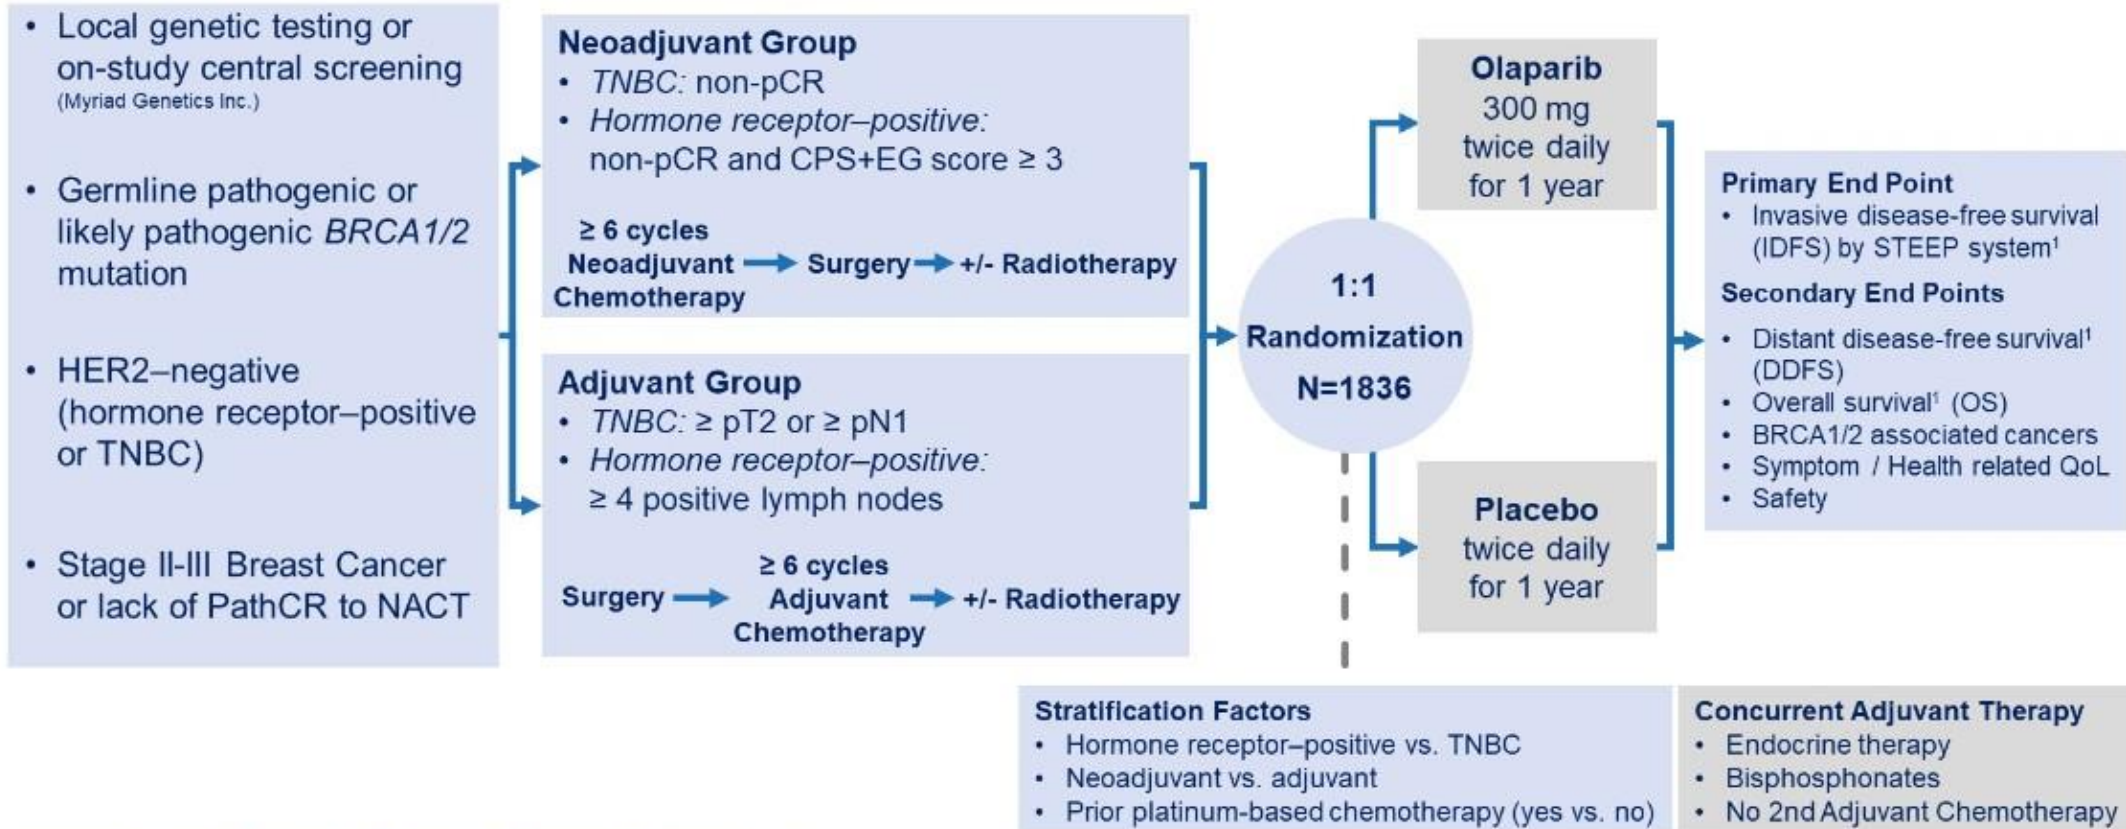 • Local genetic testing or
on-study central screening
(Myriad Genetics Inc.)
• Germline pathogenic or
likely pathogenic BRCA1/2
mutation
• HER2–negative
(hormone receptor–positive
or TNBC)
• Stage II-III Breast Cancer
or lack of PathCR to NACT
Neoadjuvant Group
• TNBC: non-pCR
• Hormone receptor–positive:
non-pCR and CPS+EG score ≥ 3
≥ 6 cycles
Neoadjuvant
Chemotherapy
Surgery
+/- Radiotherapy
Adjuvant Group
• TNBC: ≥ pT2 or ≥ pN1
• Hormone receptor–positive:
≥ 4 positive lymph nodes
Surgery
≥ 6 cycles
Adjuvant
Chemotherapy
+/- Radiotherapy
1:1
Randomization
N=1836
Olaparib
300 mg
twice daily
for 1 year
Placebo
twice daily
for 1 year
Primary End Point
• Invasive disease-free survival
(IDFS) by STEEP system¹
Secondary End Points
• Distant disease-free survival¹
(DDFS)
• Overall survival¹ (OS)
• BRCA1/2 associated cancers
• Symptom / Health related QoL
• Safety
Stratification Factors
• Hormone receptor–positive vs. TNBC
• Neoadjuvant vs. adjuvant
• Prior platinum-based chemotherapy (yes vs. no)
Concurrent Adjuvant Therapy
• Endocrine therapy
• Bisphosphonates
• No 2nd Adjuvant Chemotherapy